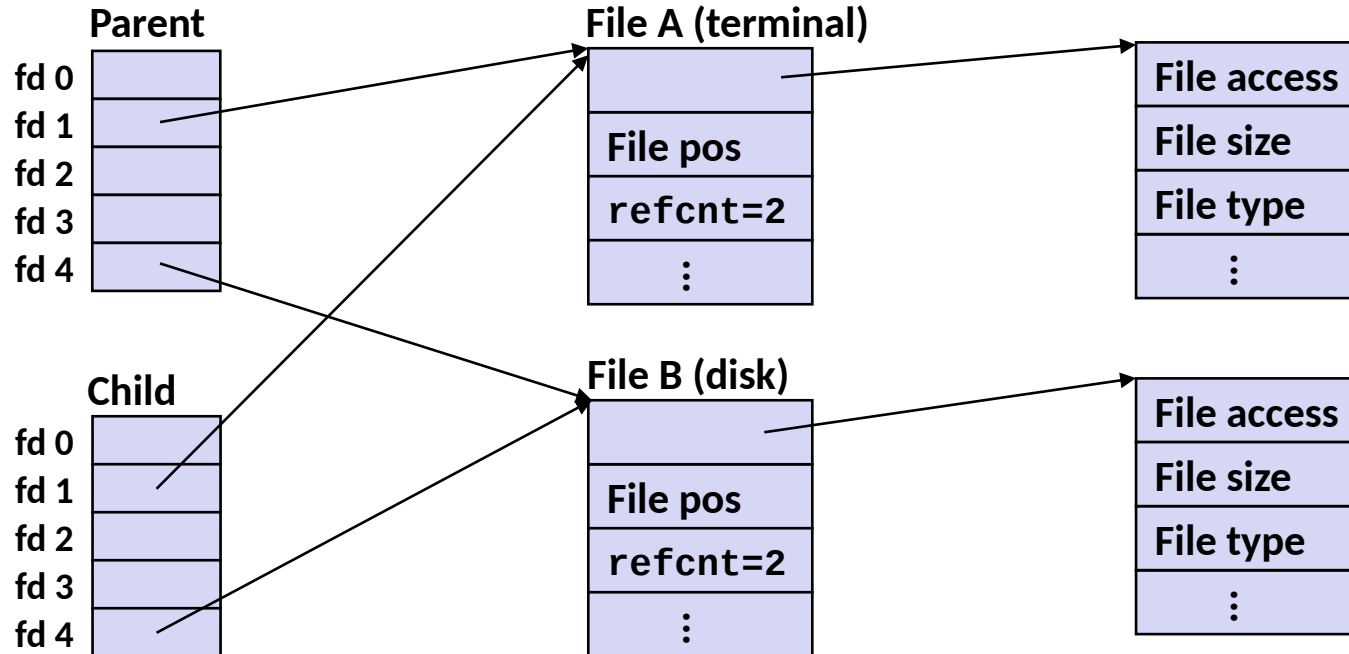 Parent
fd 0
fd 1
fd 2
fd 3
fd 4
Child
fd 0
fd 1
fd 2
fd 3
fd 4
File A (terminal)
File pos
refcnt=2
⋮
File B (disk)
File pos
refcnt=2
⋮
File access
File size
File type
⋮
File access
File size
File type
⋮